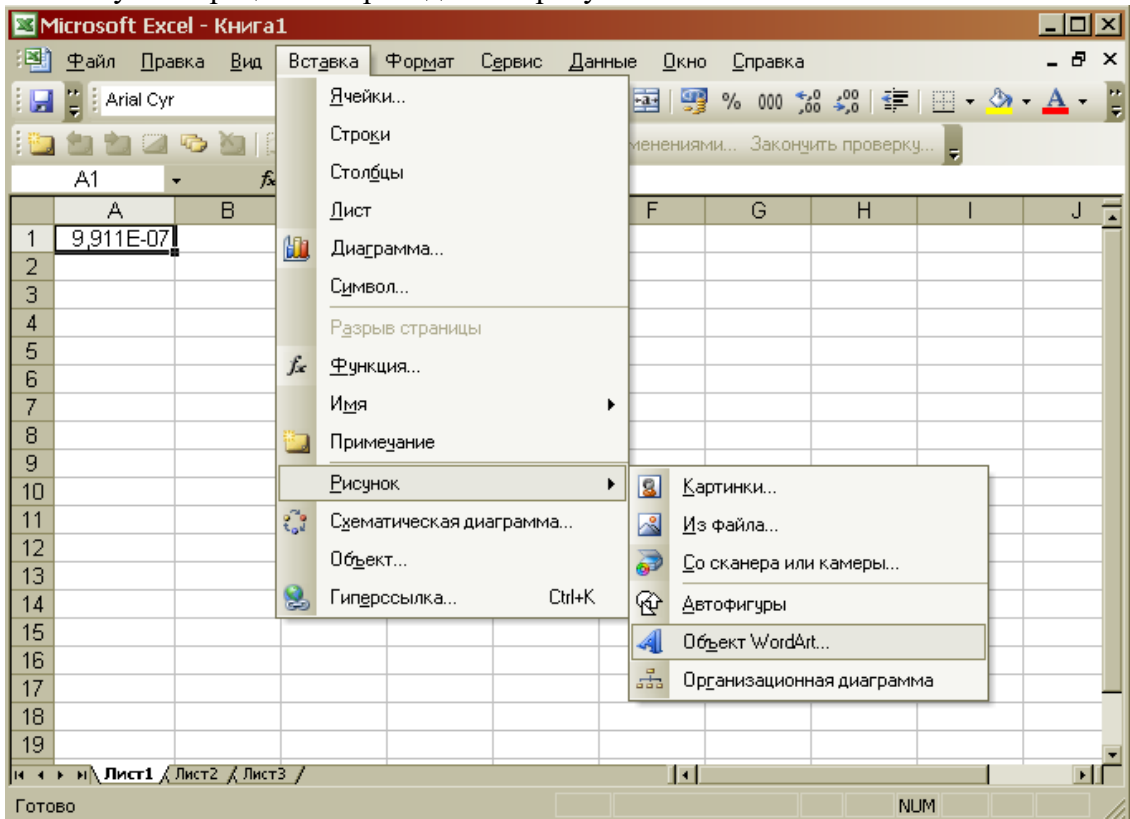 Microsoft Excel - Книга1
Файл Правка Вид Вставка Формат Сервис Данные Окно Справка
Arial Cyr % 000
менениями... Закончить проверку...
A1 fx
A B F G H I J
1 9,911E-07
2
3
4
5
6
7
8
9
10
11
12
13
14
15
16
17
18
19
Ячейки...
Строки
Столбцы
Лист
Диаграмма...
Символ...
Разрыв страницы
fx Функция...
Имя
Примечание
Рисунок
Схематическая диаграмма...
Объект...
Гиперссылка... Ctrl+K
Картинки...
Из файла...
Со сканера или камеры...
Автофигуры
Объект WordArt...
Организационная диаграмма
Лист1 Лист2 Лист3
Готово NUM